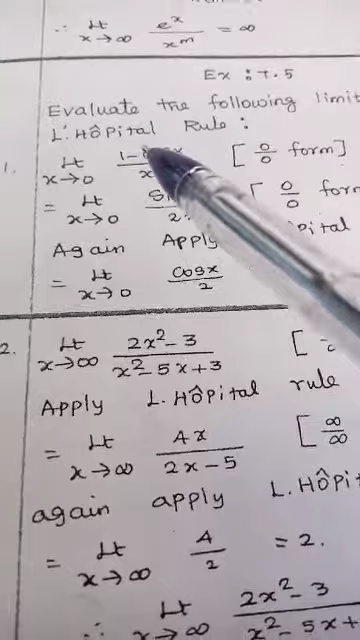 ∴ Lt x→∞ e^x/x^m = ∞
Ex : 7.5
Evaluate the following limit
L'Hôpital Rule :
1. Lt x→0 1- [ 0/0 form]
= Lt x→0 [ 0/0 form
Again Apply
= Lt x→0 cosx/2
2. Lt x→∞ 2x²-3/x²-5x+3 [
Apply L.Hôpital rule
= Lt x→∞ 4x/2x-5 [ ∞/∞
again apply L.Hôpi
= Lt x→∞ 4/2 = 2.
∴ Lt x→∞ 2x²-3/x²-5x+